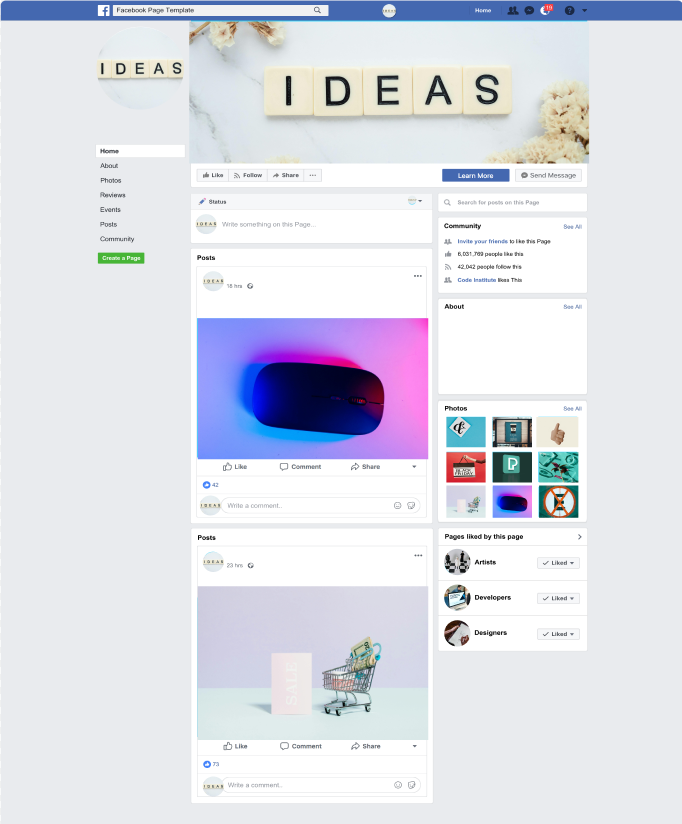 Facebook Page Template
Home
19
IDEAS
IDEAS
Home
About
Photos
Reviews
Events
Posts
Community
Create a Page
Like
Follow
Share
Learn More
Send Message
Status
Write something on this Page...
IDEAS
Posts
IDEAS
18 hrs
Like
Comment
Share
42
IDEAS
Write a comment..
Posts
IDEAS
23 hrs
SALE
Like
Comment
Share
73
IDEAS
Write a comment..
Search for posts on this Page
Community
See All
Invite your friends to like this Page
6,031,769 people like this
42,042 people follow this
Code Institute likes This
About
See All
Photos
See All
&
BLACK
FRIDAY
P
Pages liked by this page
Artists
Liked
Developers
Liked
Designers
Liked